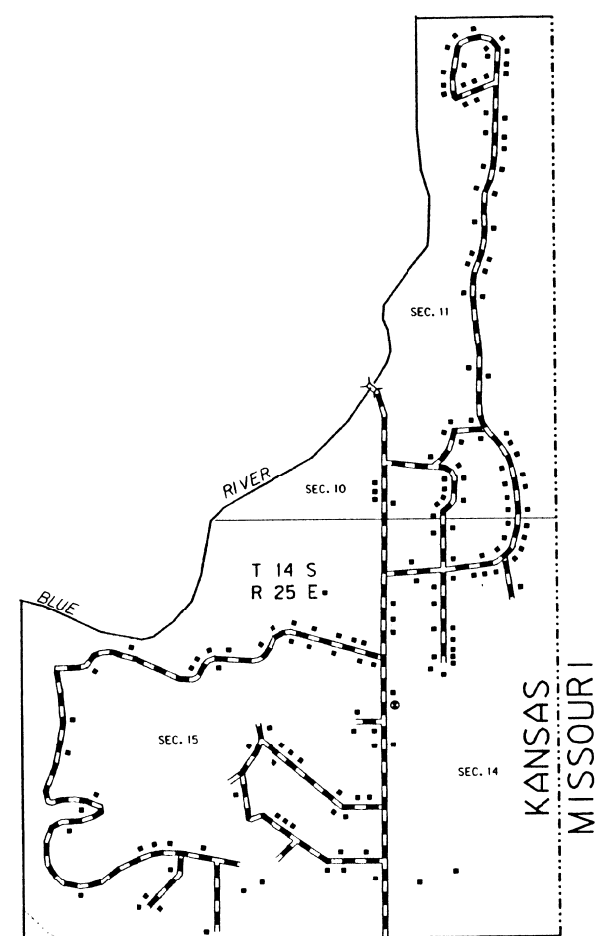 SEC. 11
RIVER
SEC. 10
T 14 S
R 25 E
BLUE
SEC. 15
SEC. 14
KANSAS
MISSOURI